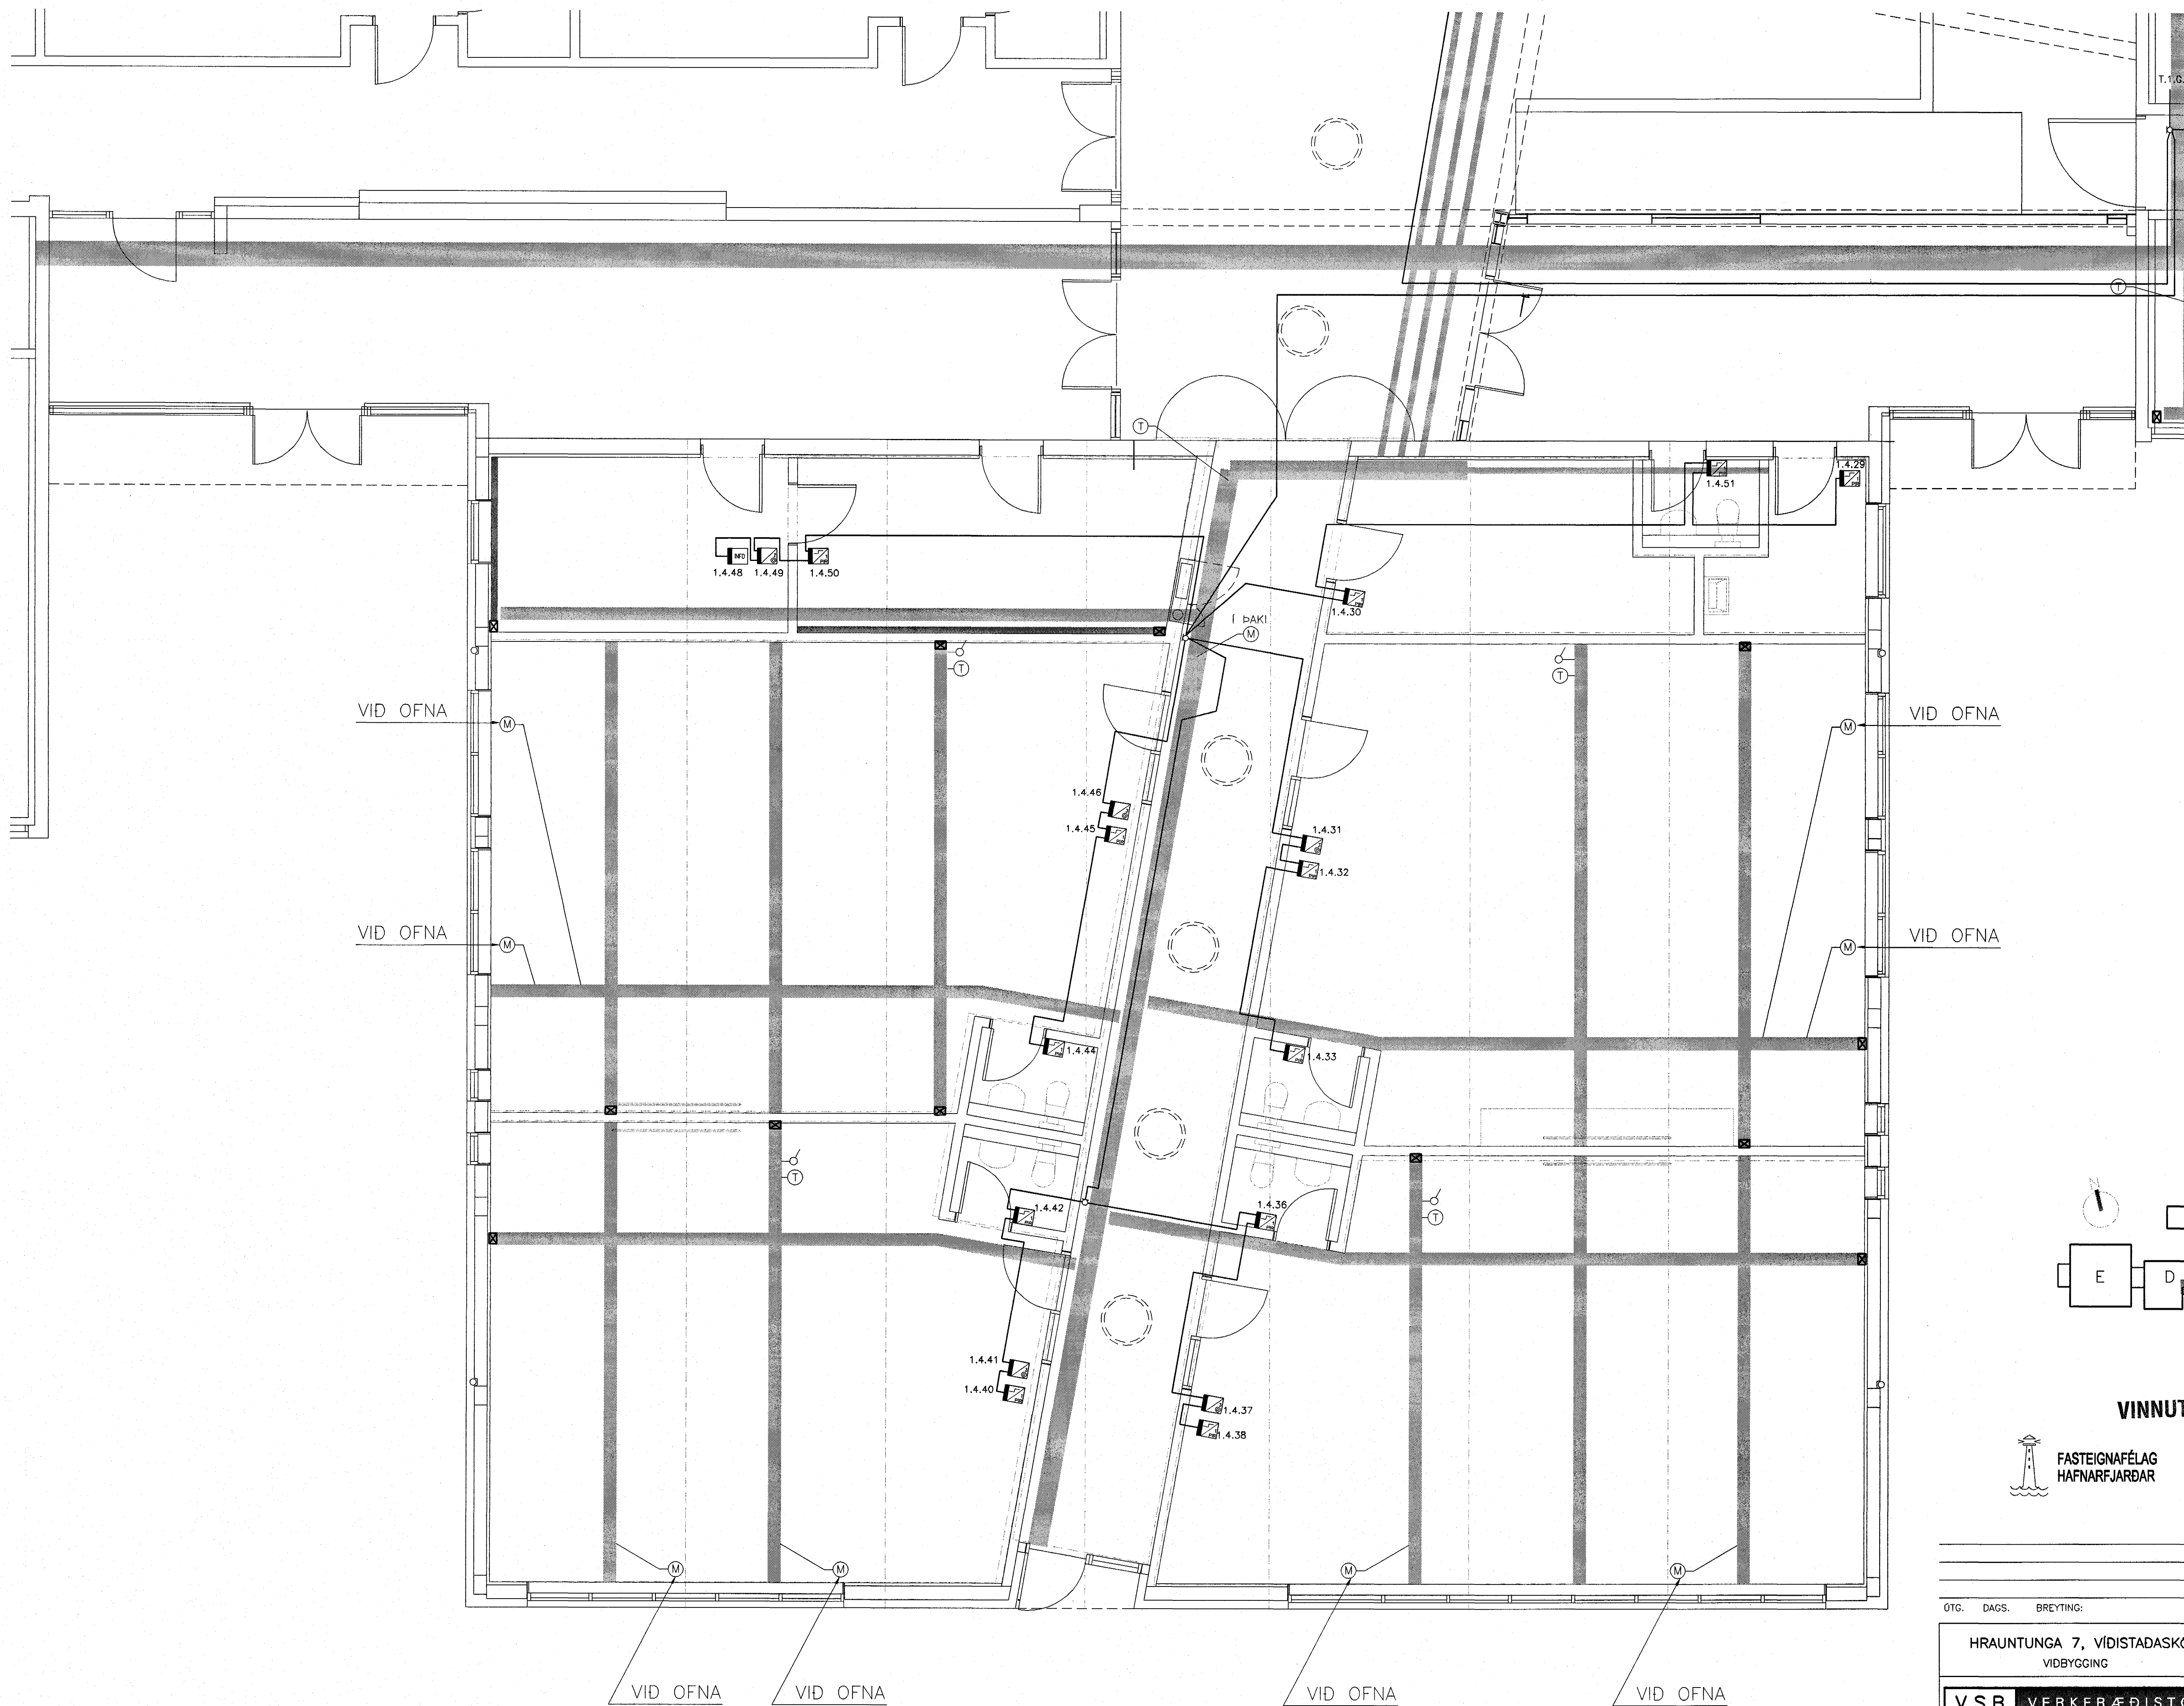 T.1.G.
T
T
1.4.51
1.4.29
INFO
PIR
PIR
1.4.48
1.4.49
1.4.50
1.4.30
Í ÞAKI
M
T
T
VIÐ OFNA
M
M
VIÐ OFNA
1.4.46
1.4.45
1.4.31
1.4.32
VIÐ OFNA
M
M
VIÐ OFNA
1.4.44
1.4.33
T
1.4.42
1.4.36
T
N
E
D
1.4.41
1.4.40
1.4.37
1.4.38
VINNUT
FASTEIGNAFÉLAG
HAFNARFJARÐAR
M
M
M
M
ÚTG. DAGS. BREYTING:
HRAUNTUNGA 7, VÍÐISTAÐASKÓ
VIÐBYGGING
VIÐ OFNA
VIÐ OFNA
VIÐ OFNA
VIÐ OFNA
VSB VERKFRÆÐIST